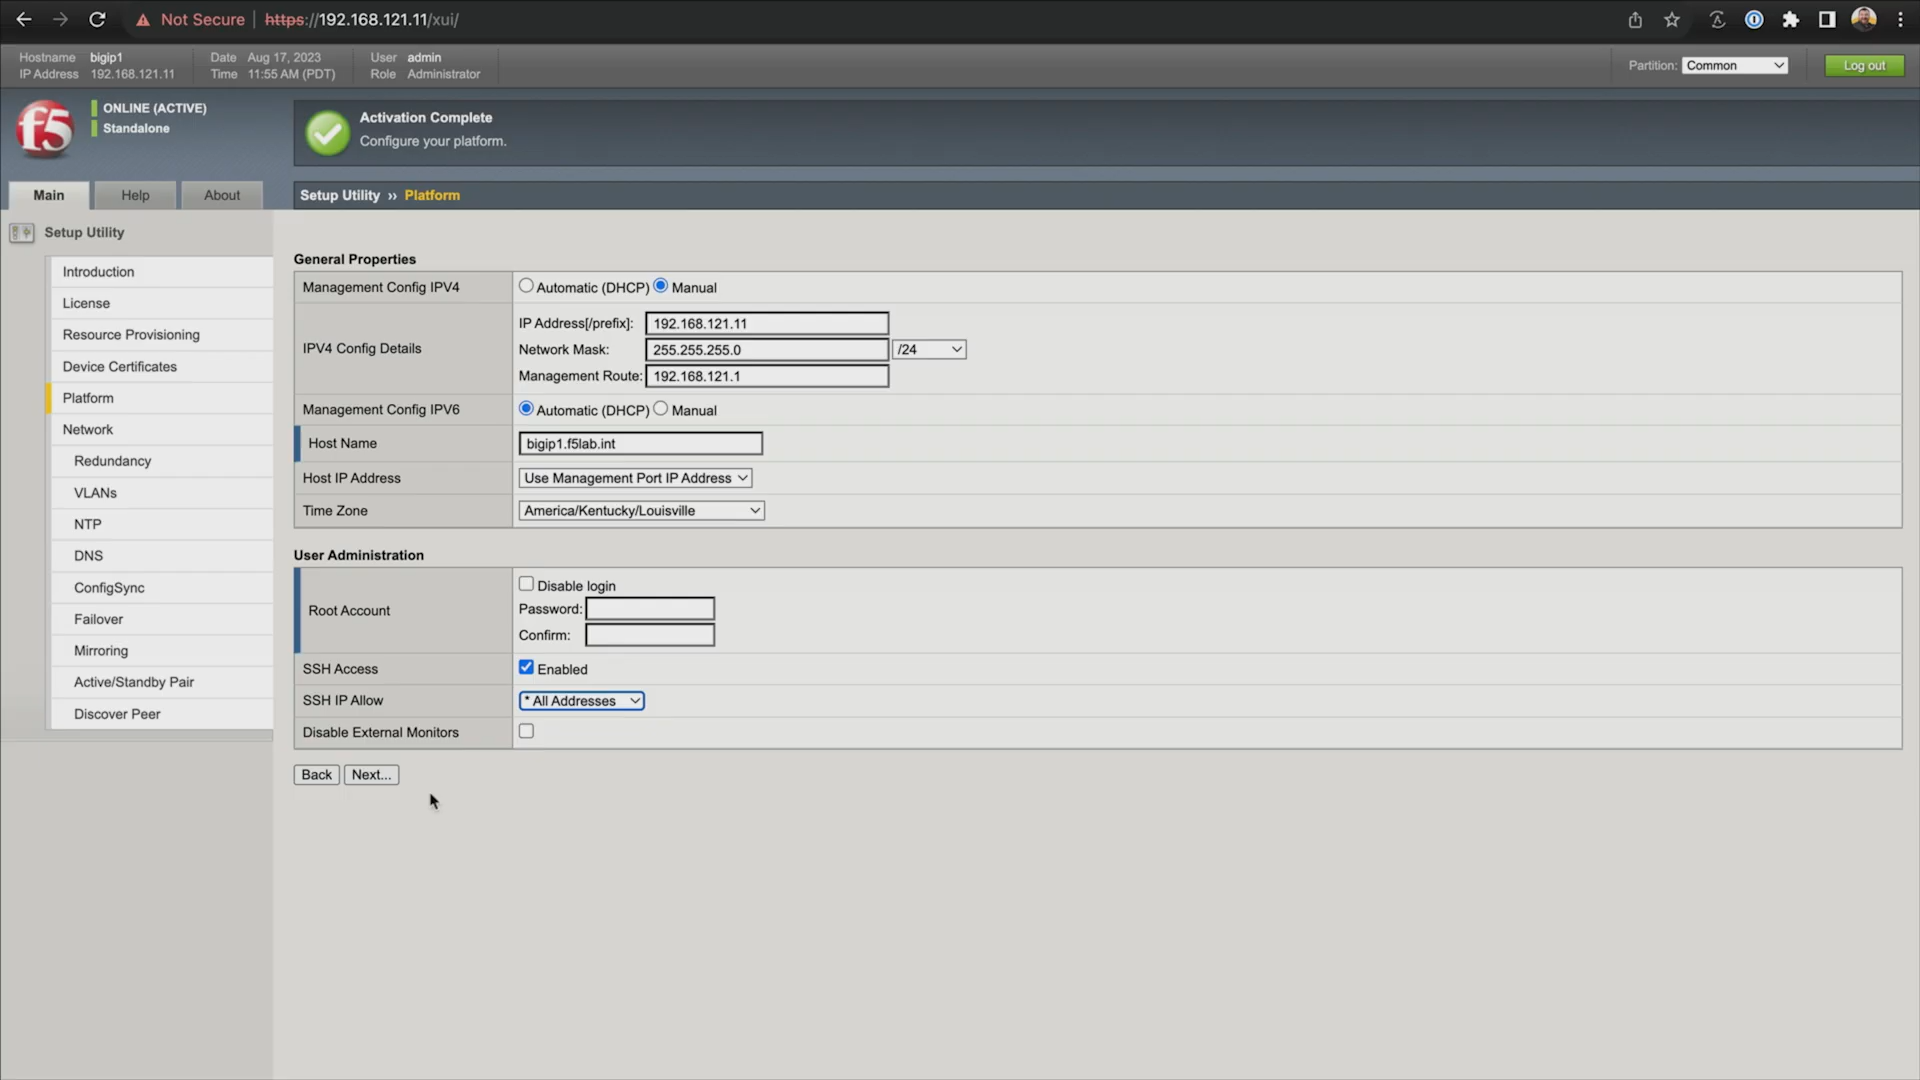 Not Secure | https://192.168.121.11/xui/
Hostname bigip1 Date Aug 17, 2023 User admin
IP Address 192.168.121.11 Time 11:55 AM (PDT) Role Administrator
Partition: Common Log out
f5
ONLINE (ACTIVE)
Standalone
Activation Complete
Configure your platform.
Main Help About
Setup Utility ›› Platform
Setup Utility
Introduction
License
Resource Provisioning
Device Certificates
Platform
Network
Redundancy
VLANs
NTP
DNS
ConfigSync
Failover
Mirroring
Active/Standby Pair
Discover Peer
General Properties
Management Config IPV4 Automatic (DHCP) Manual
IPV4 Config Details
IP Address[/prefix]: 192.168.121.11
Network Mask: 255.255.255.0 /24
Management Route: 192.168.121.1
Management Config IPV6 Automatic (DHCP) Manual
Host Name bigip1.f5lab.int
Host IP Address Use Management Port IP Address
Time Zone America/Kentucky/Louisville
User Administration
Root Account
Disable login
Password:
Confirm:
SSH Access Enabled
SSH IP Allow * All Addresses
Disable External Monitors
Back Next...